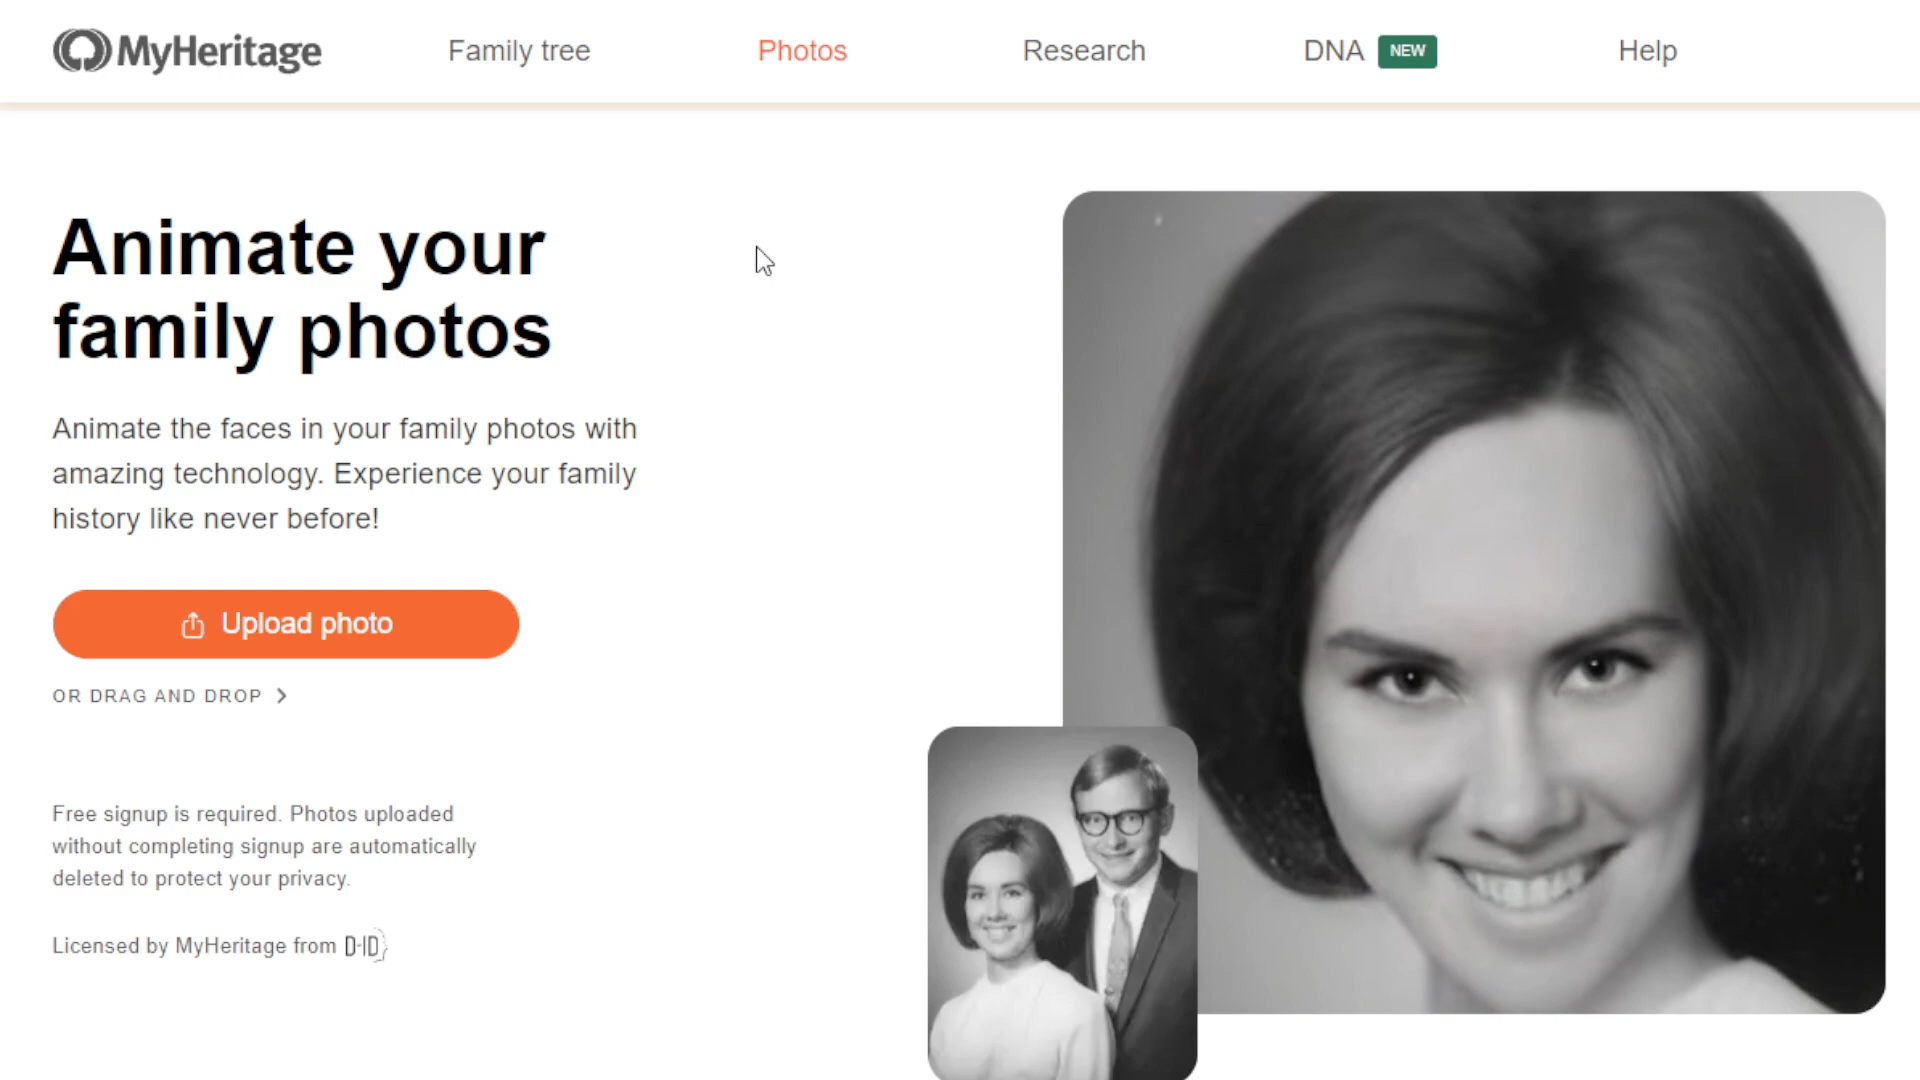 MyHeritage
Family tree
Photos
Research
DNA NEW
Help
Animate your
family photos
Animate the faces in your family photos with
amazing technology. Experience your family
history like never before!
Upload photo
OR DRAG AND DROP
Free signup is required. Photos uploaded
without completing signup are automatically
deleted to protect your privacy.
Licensed by MyHeritage from D-ID